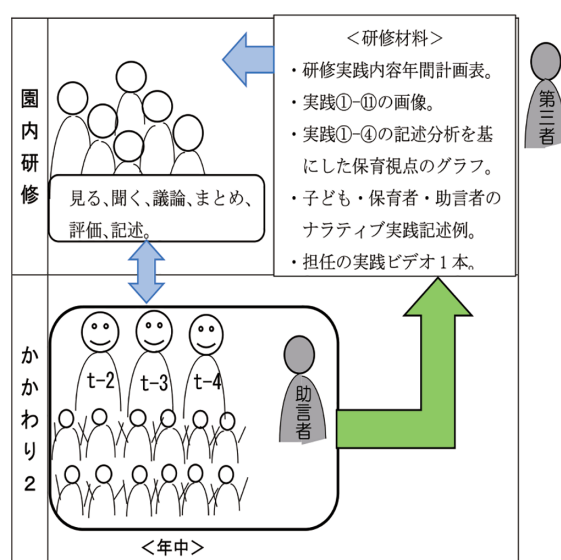 園内研修
見る、聞く、議論、まとめ、
評価、記述。
＜研修材料＞
・研修実践内容年間計画表。
・実践①-⑪の画像。
・実践①-④の記述分析を基
にした保育視点のグラフ。
・子ども・保育者・助言者の
ナラティブ実践記述例。
・担任の実践ビデオ１本。
第三者
かかわり２
t-2
t-3
t-4
助言者
＜年中＞